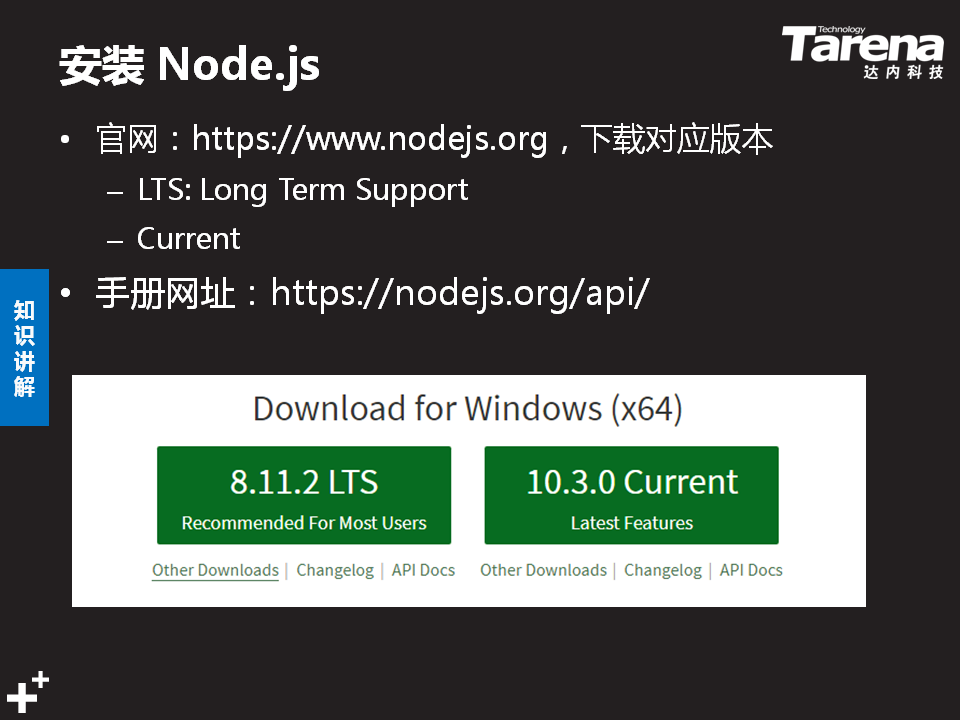 安装 Node.js
Technology
Tarena
达内科技
• 官网：https://www.nodejs.org，下载对应版本
– LTS: Long Term Support
– Current
• 手册网址：https://nodejs.org/api/
知识讲解
Download for Windows (x64)
8.11.2 LTS
Recommended For Most Users
10.3.0 Current
Latest Features
Other Downloads | Changelog | API Docs
Other Downloads | Changelog | API Docs